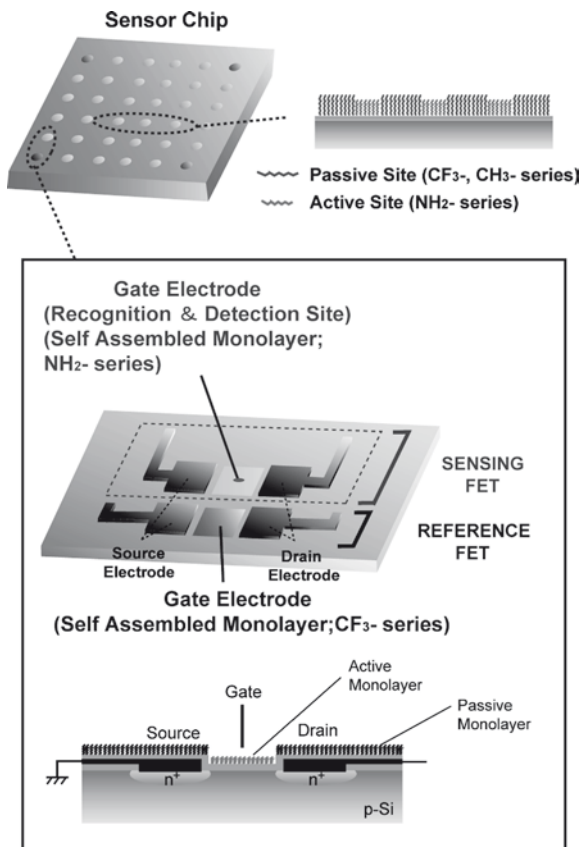 Sensor Chip
Passive Site (CF3-, CH3- series)
Active Site (NH2- series)
Gate Electrode
(Recognition & Detection Site)
(Self Assembled Monolayer;
NH2- series)
SENSING
FET
REFERENCE
FET
Source
Electrode
Drain
Electrode
Gate Electrode
(Self Assembled Monolayer;CF3- series)
Active
Monolayer
Gate
Passive
Monolayer
Source
Drain
n+
n+
p-Si